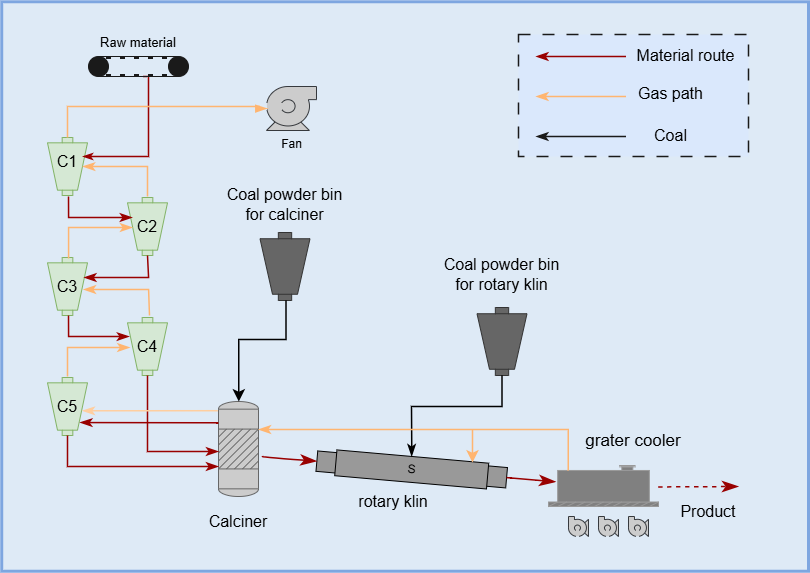 Raw material
Material route
Gas path
Coal
Fan
C1
C2
C3
C4
C5
Coal powder bin
for calciner
Coal powder bin
for rotary klin
grater cooler
S
rotary klin
Product
Calciner